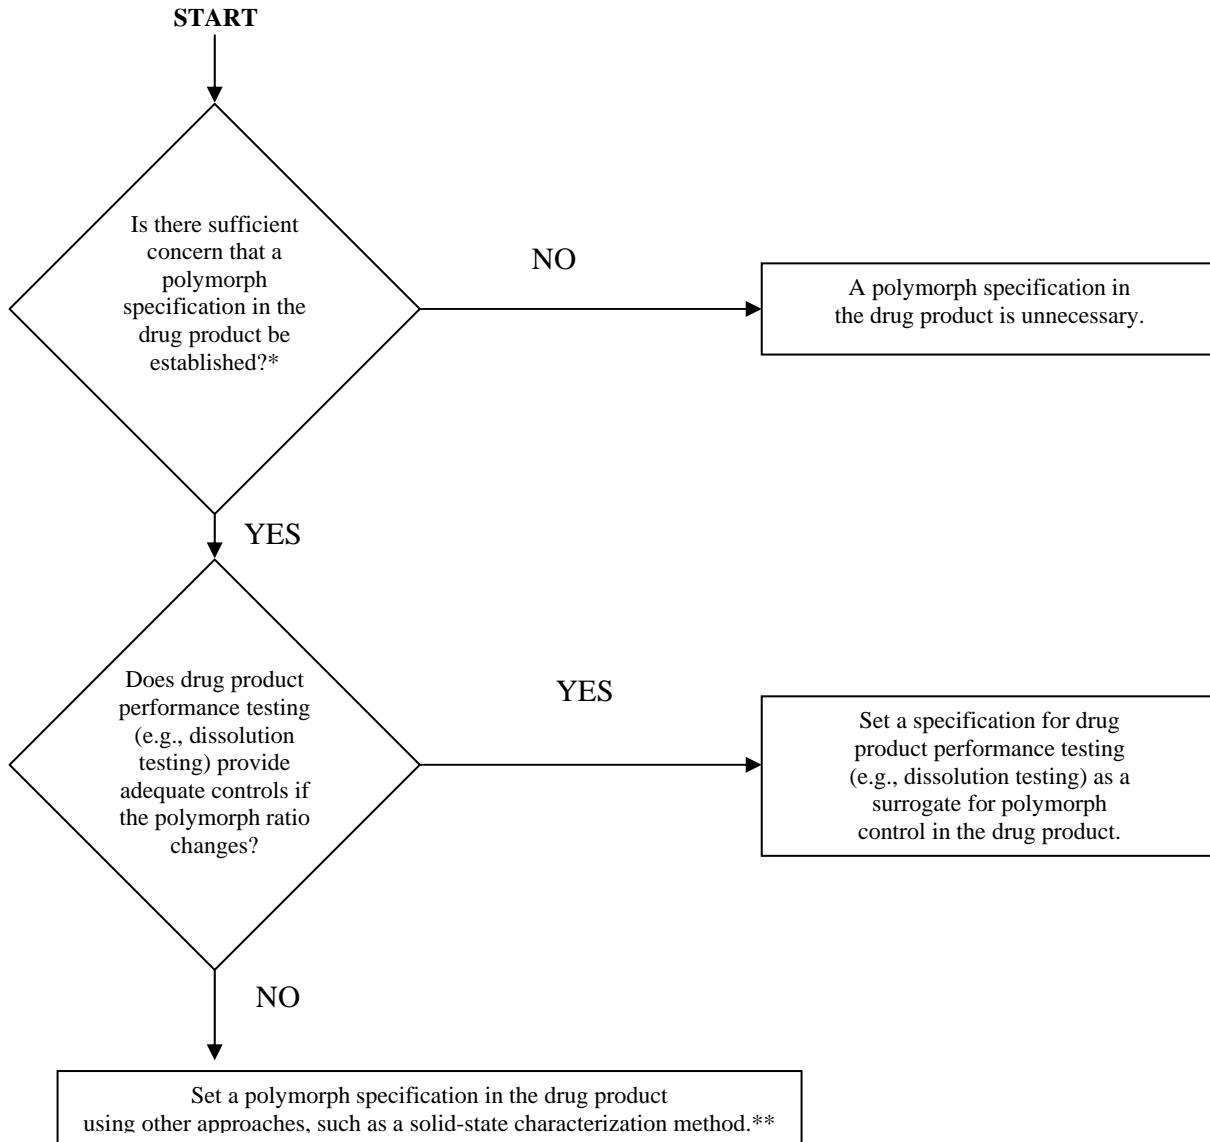 START
Is there sufficient
concern that a
polymorph
specification in the
drug product be
established?*
NO
A polymorph specification in
the drug product is unnecessary.
YES
Does drug product
performance testing
(e.g., dissolution
testing) provide
adequate controls if
the polymorph ratio
changes?
YES
Set a specification for drug
product performance testing
(e.g., dissolution testing) as a
surrogate for polymorph
control in the drug product.
NO
Set a polymorph specification in the drug product
using other approaches, such as a solid-state characterization method.**